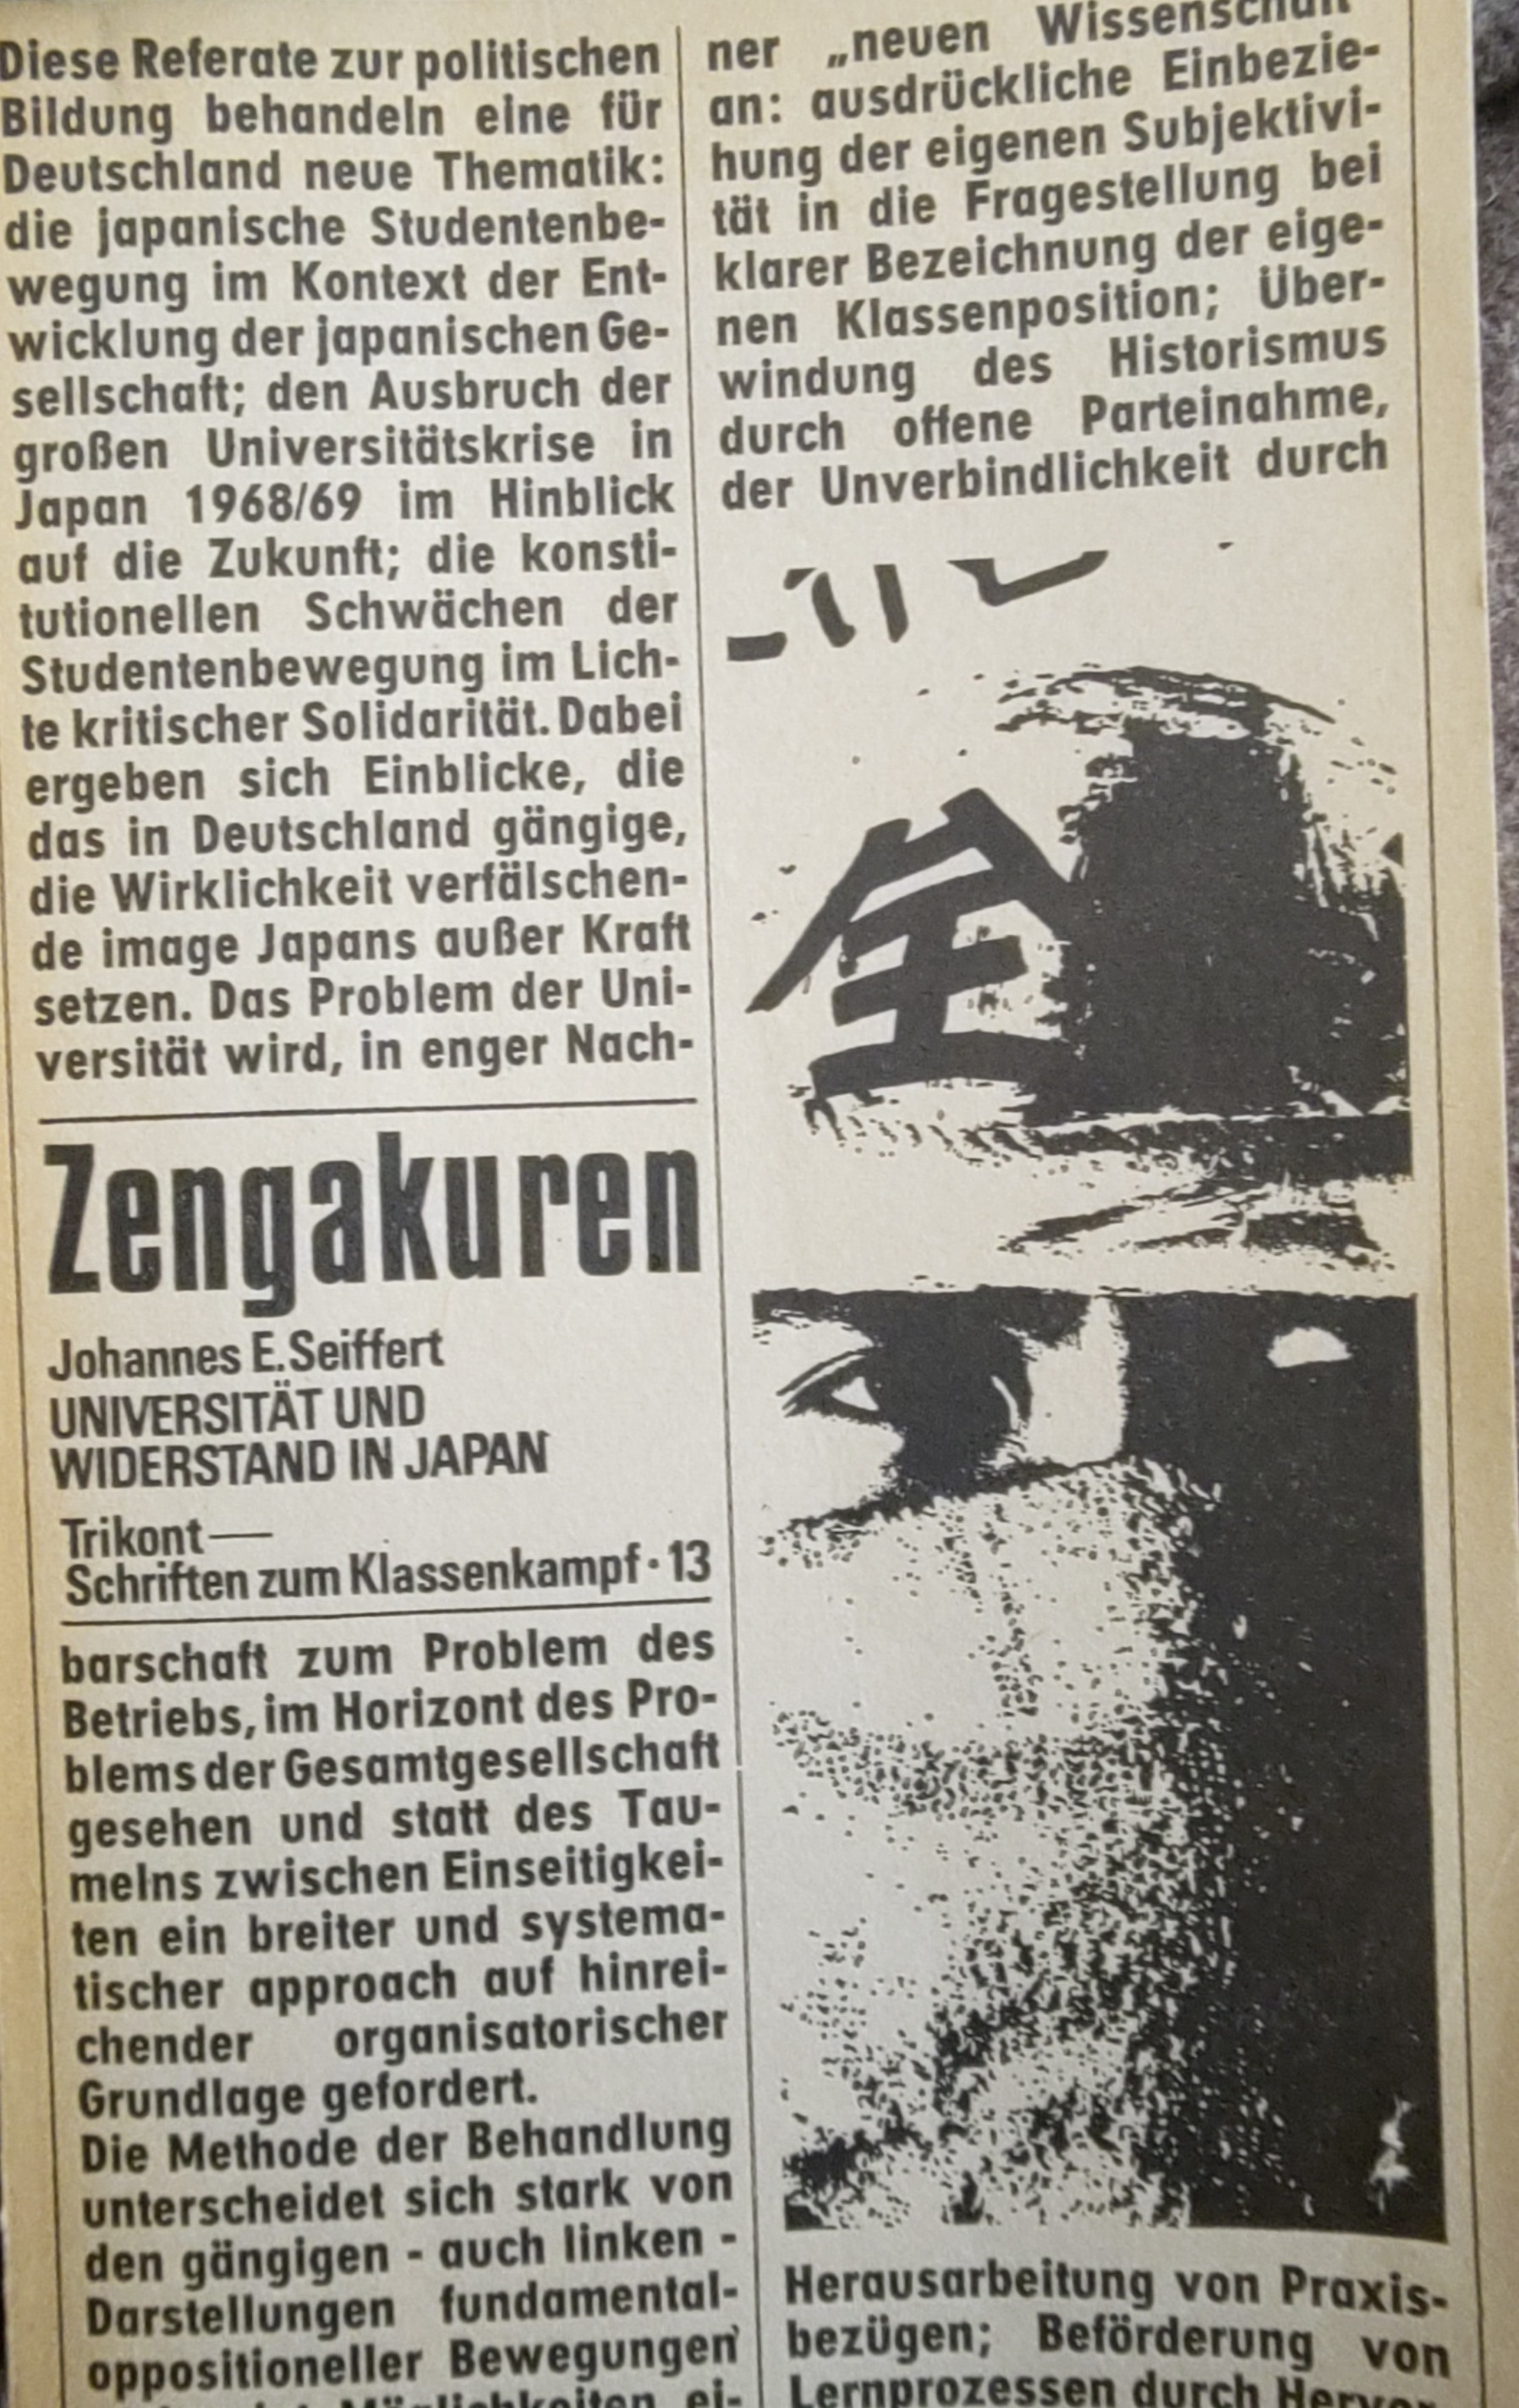 Diese Referate zur politischen
Bildung behandeln eine für
Deutschland neue Thematik:
die japanische Studentenbe-
wegung im Kontext der Ent-
wicklung der japanischen Ge-
sellschaft; den Ausbruch der
großen Universitätskrise in
Japan 1968/69 im Hinblick
auf die Zukunft; die konsti-
tutionellen Schwächen der
Studentenbewegung im Lich-
te kritischer Solidarität. Dabei
ergeben sich Einblicke, die
das in Deutschland gängige,
die Wirklichkeit verfälschen-
de image Japans außer Kraft
setzen. Das Problem der Uni-
versität wird, in enger Nach-
Zengakuren
Johannes E. Seiffert
UNIVERSITÄT UND
WIDERSTAND IN JAPAN
Trikont—
Schriften zum Klassenkampf · 13
barschaft zum Problem des
Betriebs, im Horizont des Pro-
blems der Gesamtgesellschaft
gesehen und statt des Tau-
melns zwischen Einseitigkei-
ten ein breiter und systema-
tischer approach auf hinrei-
chender organisatorischer
Grundlage gefordert.
Die Methode der Behandlung
unterscheidet sich stark von
den gängigen - auch linken -
Darstellungen fundamental-
oppositioneller Bewegungen
Möglichkeiten ei-
ner „neuen Wissenschaft
an: ausdrückliche Einbezie-
hung der eigenen Subjektivi-
tät in die Fragestellung bei
klarer Bezeichnung der eige-
nen Klassenposition; Über-
windung des Historismus
durch offene Parteinahme,
der Unverbindlichkeit durch
全
Herausarbeitung von Praxis-
bezügen; Beförderung von
Lernprozessen durch